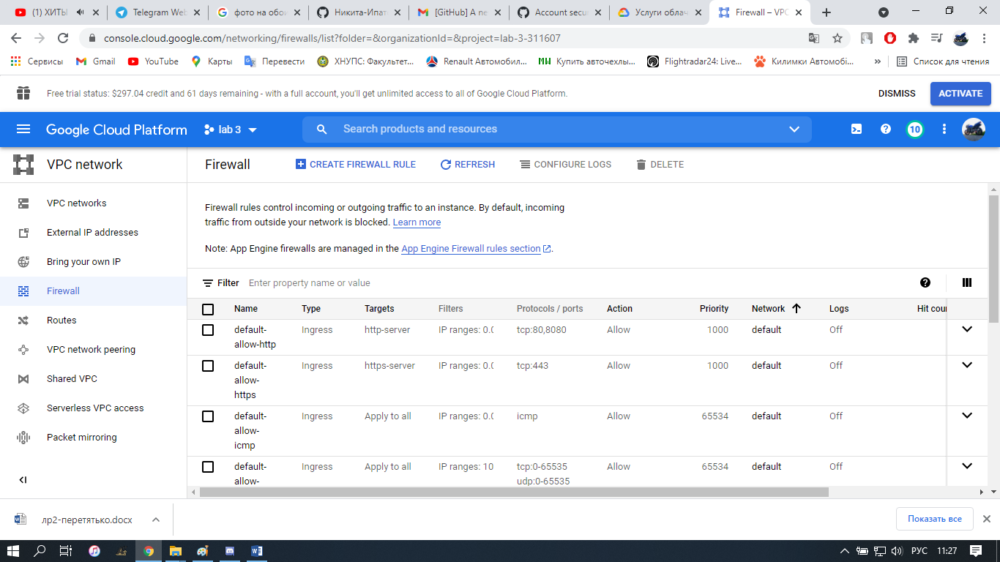 (1) ХИТЫ
Telegram Web
фото на обои
Никита-Ипат
[GitHub] A ne
Account secu
Услуги облач
Firewall – VPC
console.cloud.google.com/networking/firewalls/list?folder=&organizationId=&project=lab-3-311607
Сервисы
Gmail
YouTube
Карты
Перевести
ХНУПС: Факультет...
Renault Автомобил...
Купить авточехлы...
Flightradar24: Live...
Килимки Автомобі...
»
Список для чтения
Free trial status: $297.04 credit and 61 days remaining - with a full account, you'll get unlimited access to all of Google Cloud Platform.
DISMISS
ACTIVATE
Google Cloud Platform
lab 3
Search products and resources
10
VPC network
Firewall
CREATE FIREWALL RULE
REFRESH
CONFIGURE LOGS
DELETE
VPC networks
External IP addresses
Bring your own IP
Firewall
Routes
VPC network peering
Shared VPC
Serverless VPC access
Packet mirroring
Firewall rules control incoming or outgoing traffic to an instance. By default, incoming
traffic from outside your network is blocked. Learn more
Note: App Engine firewalls are managed in the App Engine Firewall rules section.
Filter Enter property name or value
Name Type Targets Filters Protocols / ports Action Priority Network Logs Hit cou
default- Ingress http-server IP ranges: 0.0 tcp:80,8080 Allow 1000 default Off
allow-http
default- Ingress https-server IP ranges: 0.0 tcp:443 Allow 1000 default Off
allow-
https
default- Ingress Apply to all IP ranges: 0.0 icmp Allow 65534 default Off
allow-
icmp
default- Ingress Apply to all IP ranges: 10 tcp:0-65535 Allow 65534 default Off
allow- udp:0-65535
лр2-перетятько.docx
Показать все
РУС
11:27